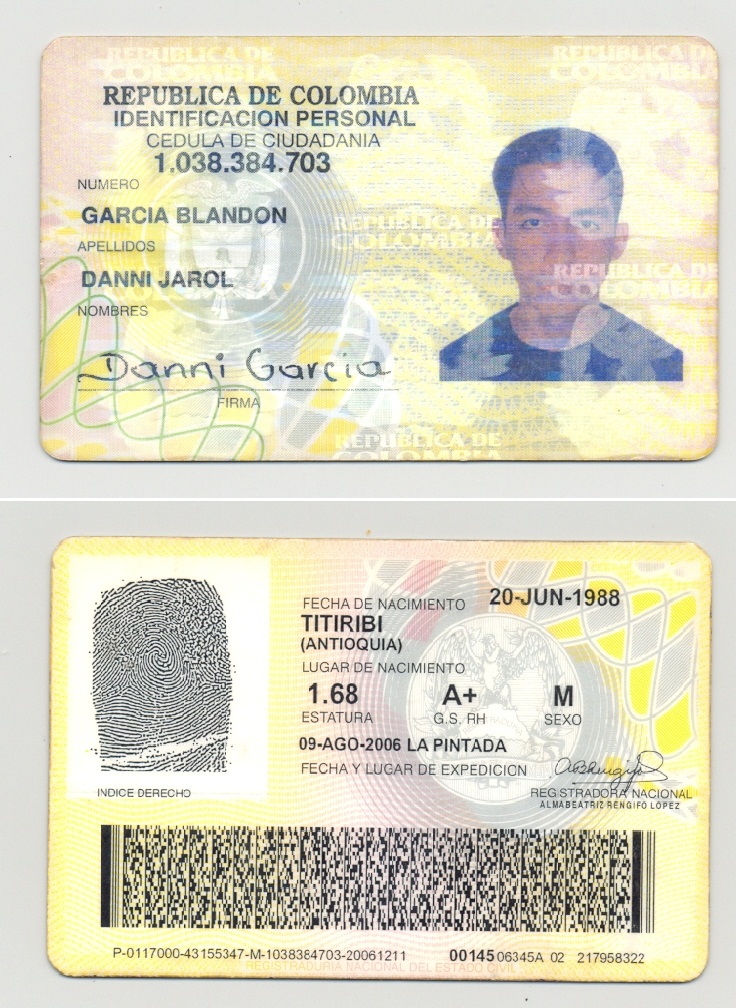 REPUBLICA DE COLOMBIA
IDENTIFICACION PERSONAL
CEDULA DE CIUDADANIA
1.038.384.703
NUMERO
GARCIA BLANDON
APELLIDOS
DANNI JAROL
NOMBRES
Danni Garcia
FIRMA
REPUBLICA DE
COLOMBIA
REPUBLICA DE
COLOMBIA
REPUBLICA DE
COLOMBIA
REPUBLICA DE
COLOMBIA
REPUBLICA DE
COLOMBIA
FECHA DE NACIMIENTO 20-JUN-1988
TITIRIBI
(ANTIOQUIA)
LUGAR DE NACIMIENTO
1.68 A+ M
ESTATURA G.S. RH SEXO
09-AGO-2006 LA PINTADA
FECHA Y LUGAR DE EXPEDICION
REGISTRADORA NACIONAL
ALMABEATRIZ RENGIFO LOPEZ
INDICE DERECHO
P-0117000-43155347-M-1038384703-20061211 00145 06345A 02 217958322
REGISTRADURIA NACIONAL DEL ESTADO CIVIL